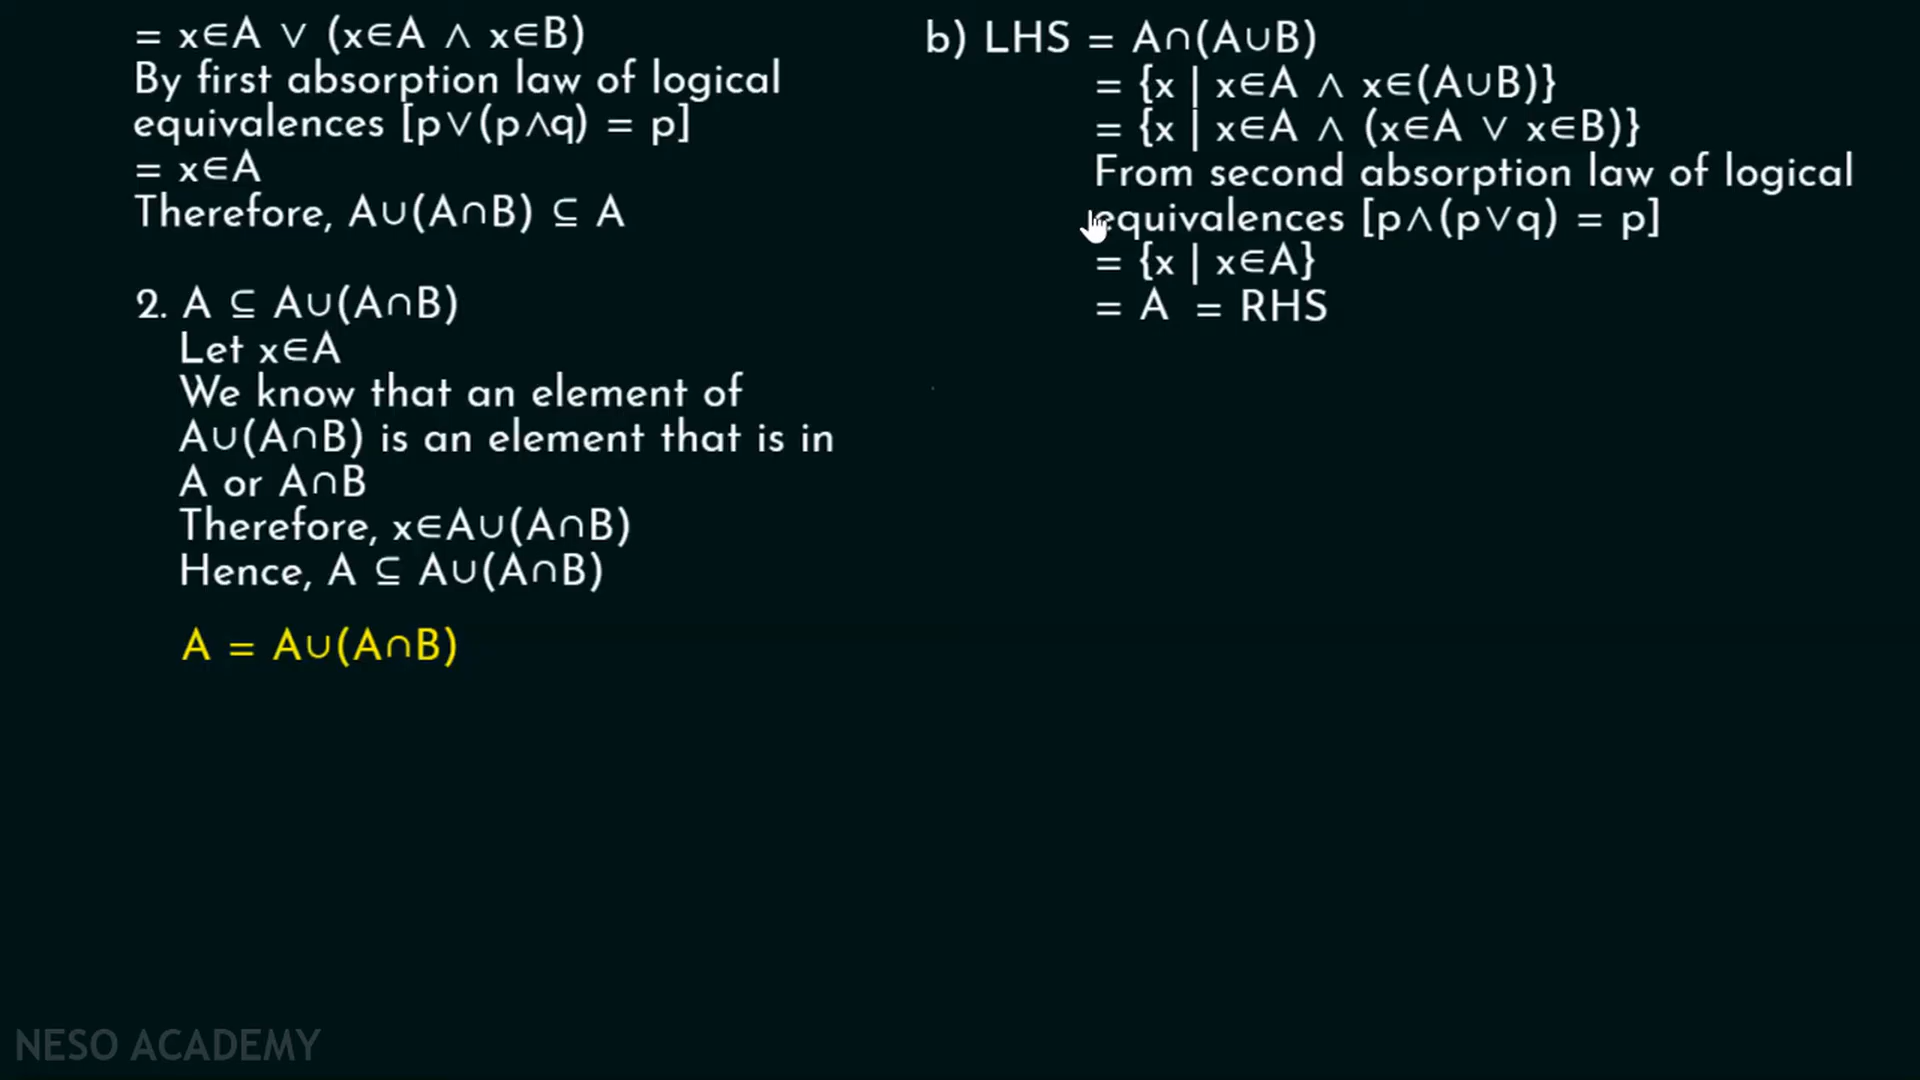 = x∈A ∨ (x∈A ∧ x∈B)
By first absorption law of logical
equivalences [p∨(p∧q) = p]
= x∈A
Therefore, A∪(A∩B) ⊆ A
2. A ⊆ A∪(A∩B)
Let x∈A
We know that an element of
A∪(A∩B) is an element that is in
A or A∩B
Therefore, x∈A∪(A∩B)
Hence, A ⊆ A∪(A∩B)
A = A∪(A∩B)
b) LHS = A∩(A∪B)
= {x | x∈A ∧ x∈(A∪B)}
= {x | x∈A ∧ (x∈A ∨ x∈B)}
From second absorption law of logical
equivalences [p∧(p∨q) = p]
= {x | x∈A}
= A = RHS
NESO ACADEMY